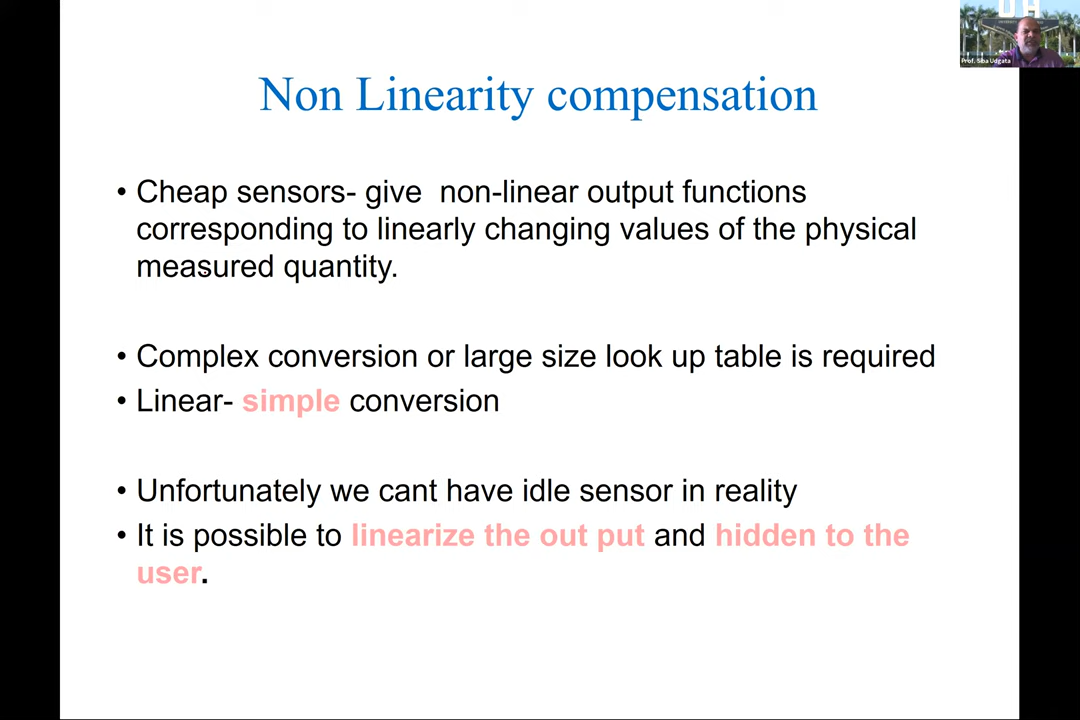 Non Linearity compensation
• Cheap sensors- give  non-linear output functions
corresponding to linearly changing values of the physical
measured quantity.
• Complex conversion or large size look up table is required
• Linear- simple conversion
• Unfortunately we cant have idle sensor in reality
• It is possible to linearize the out put and hidden to the
user.
Prof. Siba Udgata